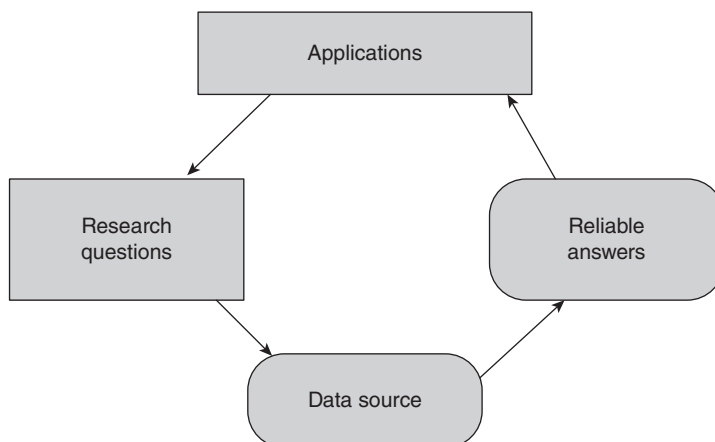 Applications
Research
questions
Reliable
answers
Data source